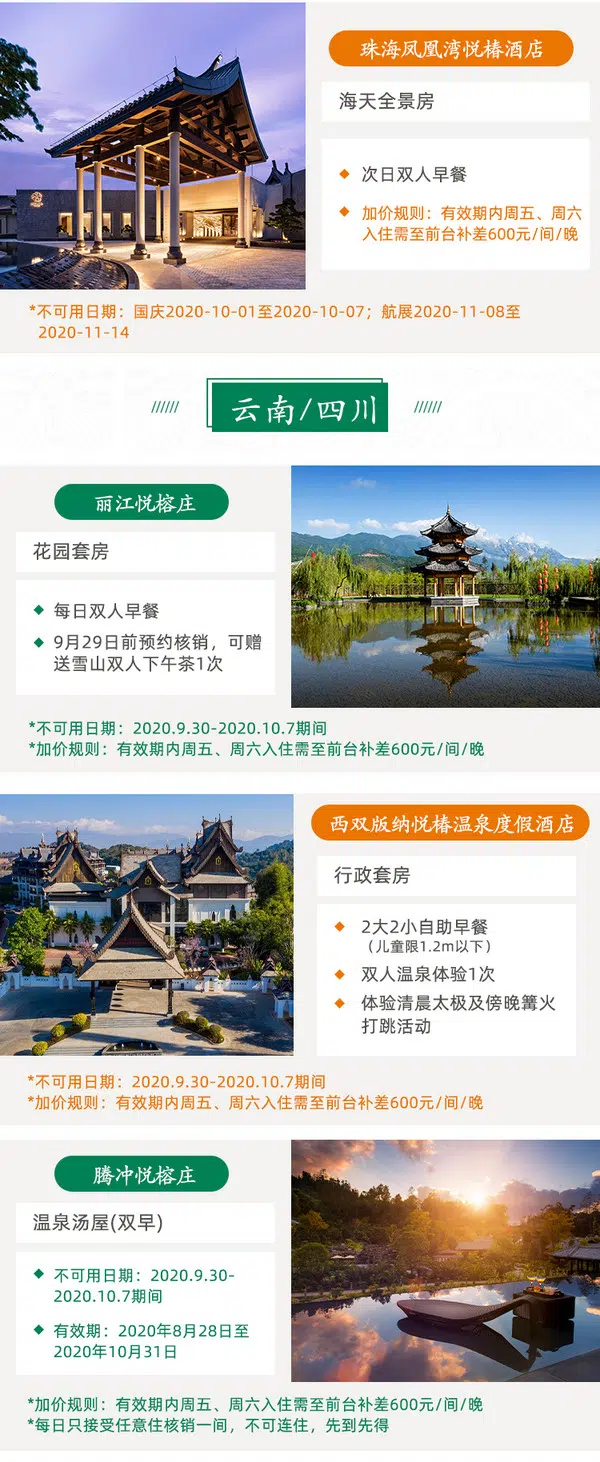 珠海凤凰湾悦椿酒店
海天全景房
次日双人早餐
加价规则：有效期内周五、周六
入住需至前台补差600元/间/晚
*不可用日期：国庆2020-10-01至2020-10-07；航展2020-11-08至
2020-11-14
云南/四川
丽江悦榕庄
花园套房
每日双人早餐
9月29日前预约核销，可赠
送雪山双人下午茶1次
*不可用日期：2020.9.30-2020.10.7期间
*加价规则：有效期内周五、周六入住需至前台补差600元/间/晚
西双版纳悦椿温泉度假酒店
行政套房
2大2小自助早餐
（儿童限1.2m以下）
双人温泉体验1次
体验清晨太极及傍晚篝火
打跳活动
*不可用日期：2020.9.30-2020.10.7期间
*加价规则：有效期内周五、周六入住需至前台补差600元/间/晚
腾冲悦榕庄
温泉汤屋(双早)
不可用日期：2020.9.30-
2020.10.7期间
有效期：2020年8月28日至
2020年10月31日
*加价规则：有效期内周五、周六入住需至前台补差600元/间/晚
*每日只接受任意住核销一间，不可连住，先到先得